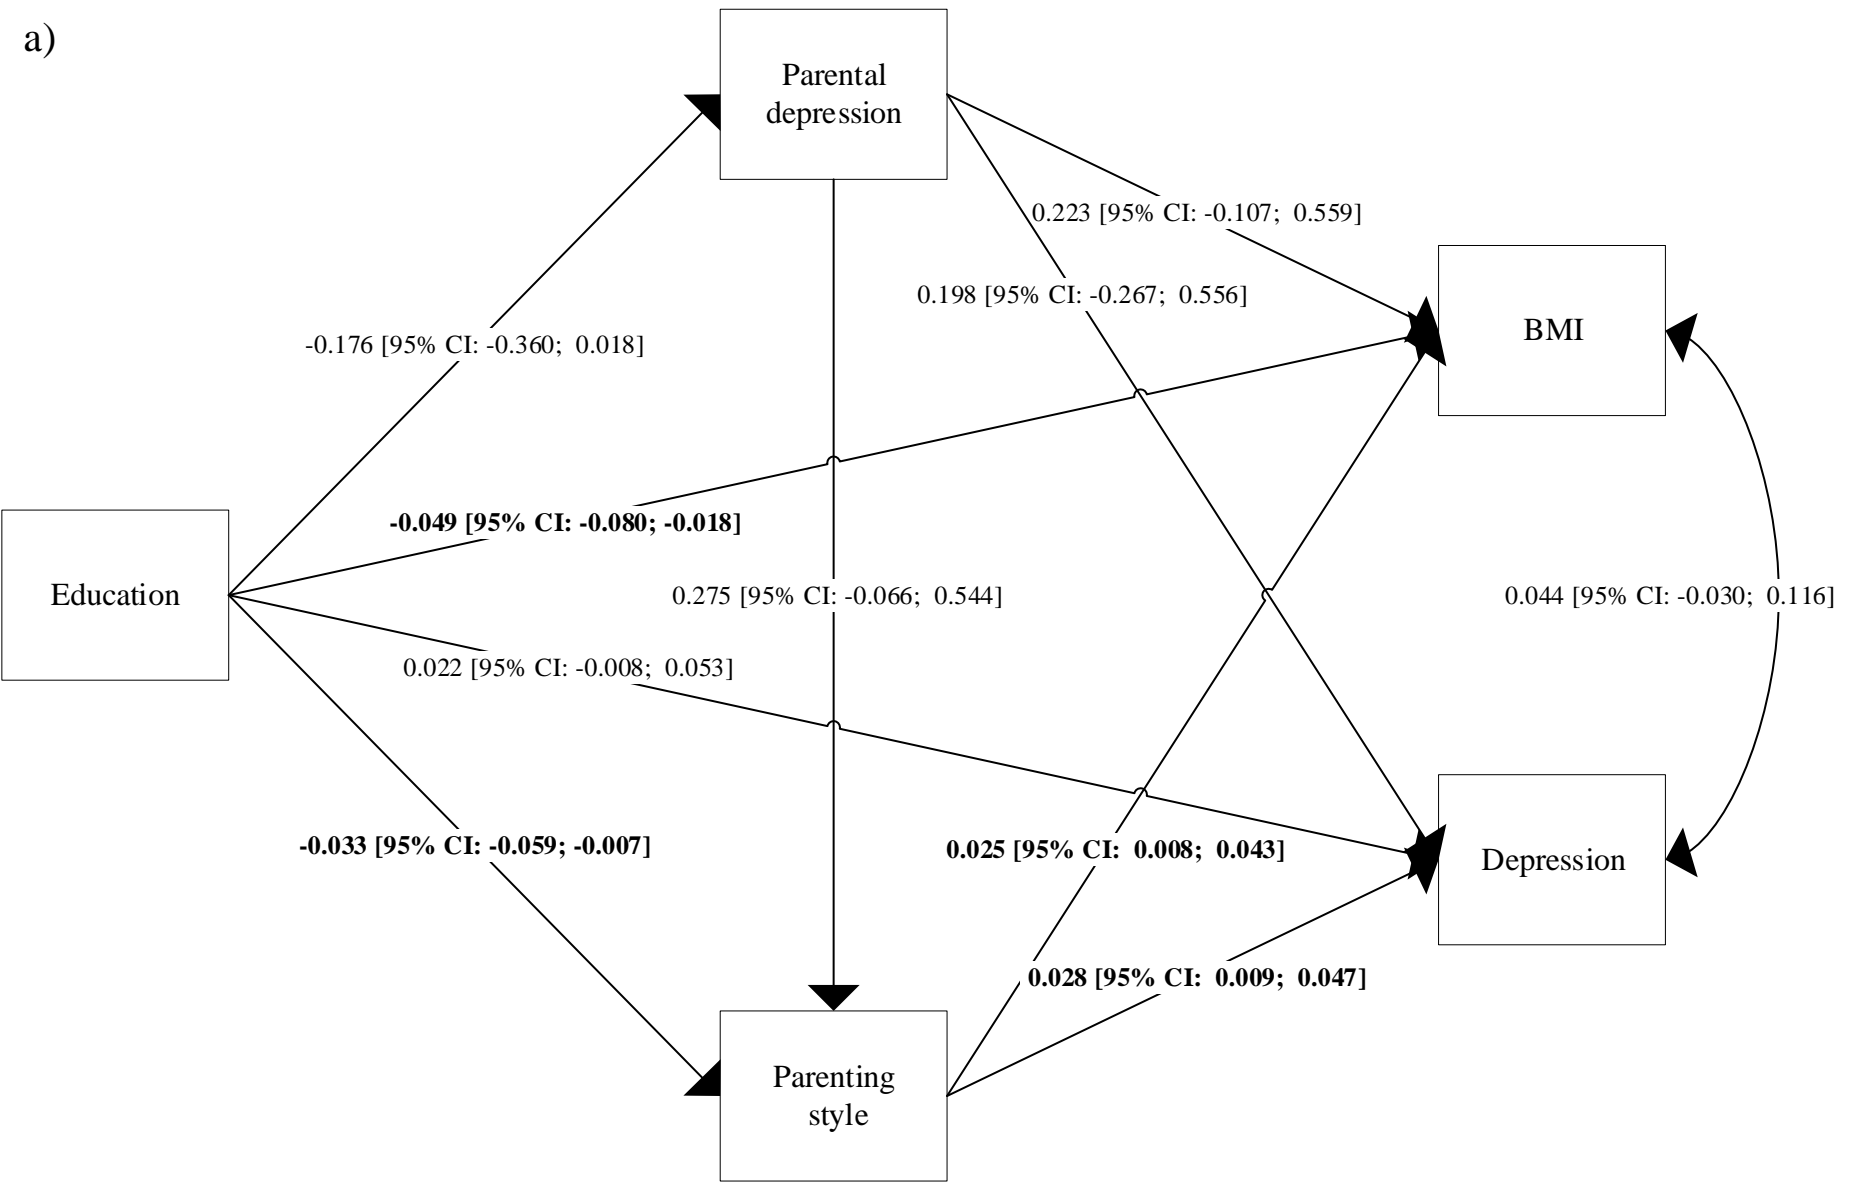 a)
Parental
depression
0.223 [95% CI: -0.107;  0.559]
0.198 [95% CI: -0.267;  0.556]
BMI
-0.176 [95% CI: -0.360;  0.018]
-0.049 [95% CI: -0.080; -0.018]
Education
0.275 [95% CI: -0.066;  0.544]
0.044 [95% CI: -0.030;  0.116]
0.022 [95% CI: -0.008;  0.053]
-0.033 [95% CI: -0.059; -0.007]
0.025 [95% CI:  0.008;  0.043]
Depression
0.028 [95% CI:  0.009;  0.047]
Parenting
style